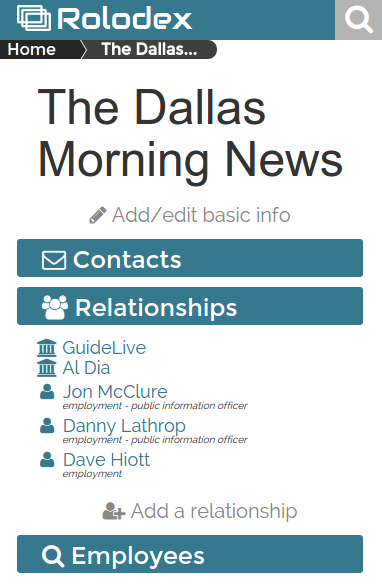 Rolodex
Home
The Dallas...
The Dallas
Morning News
Add/edit basic info
Contacts
Relationships
GuideLive
Al Dia
Jon McClure
employment - public information officer
Danny Lathrop
employment - public information officer
Dave Hiott
employment
Add a relationship
Employees